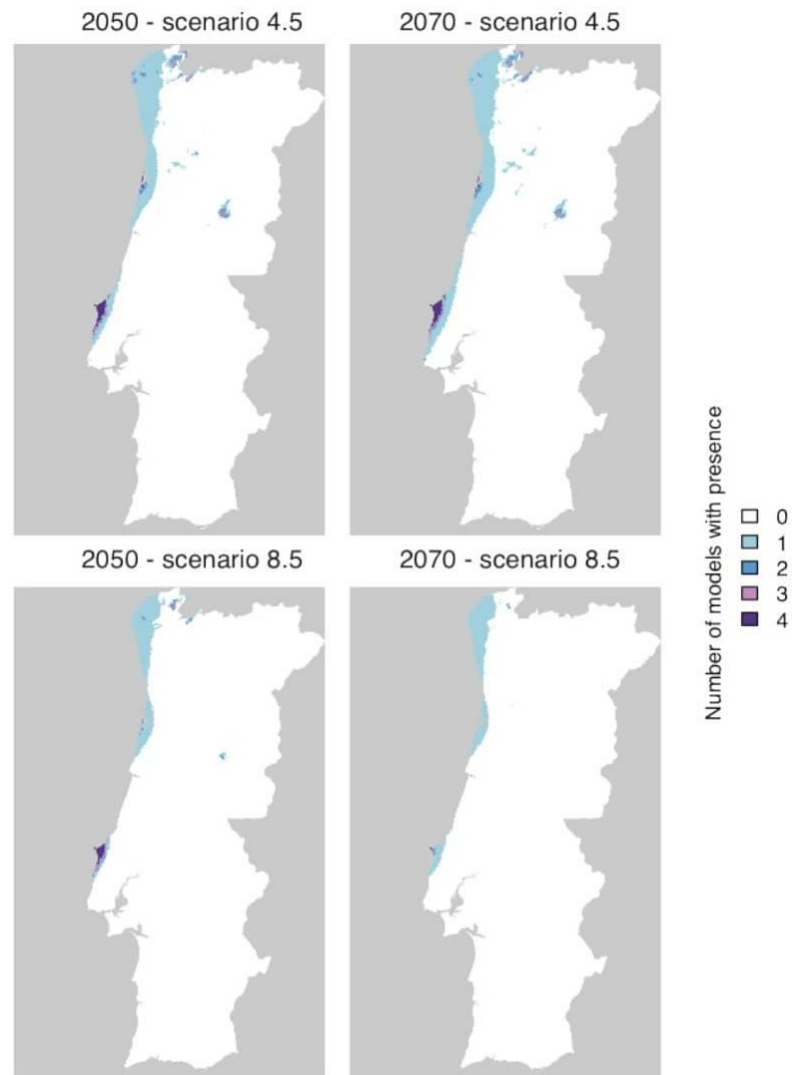 2050 - scenario 4.5
2070 - scenario 4.5
2050 - scenario 8.5
2070 - scenario 8.5
Number of models with presence
0
1
2
3
4